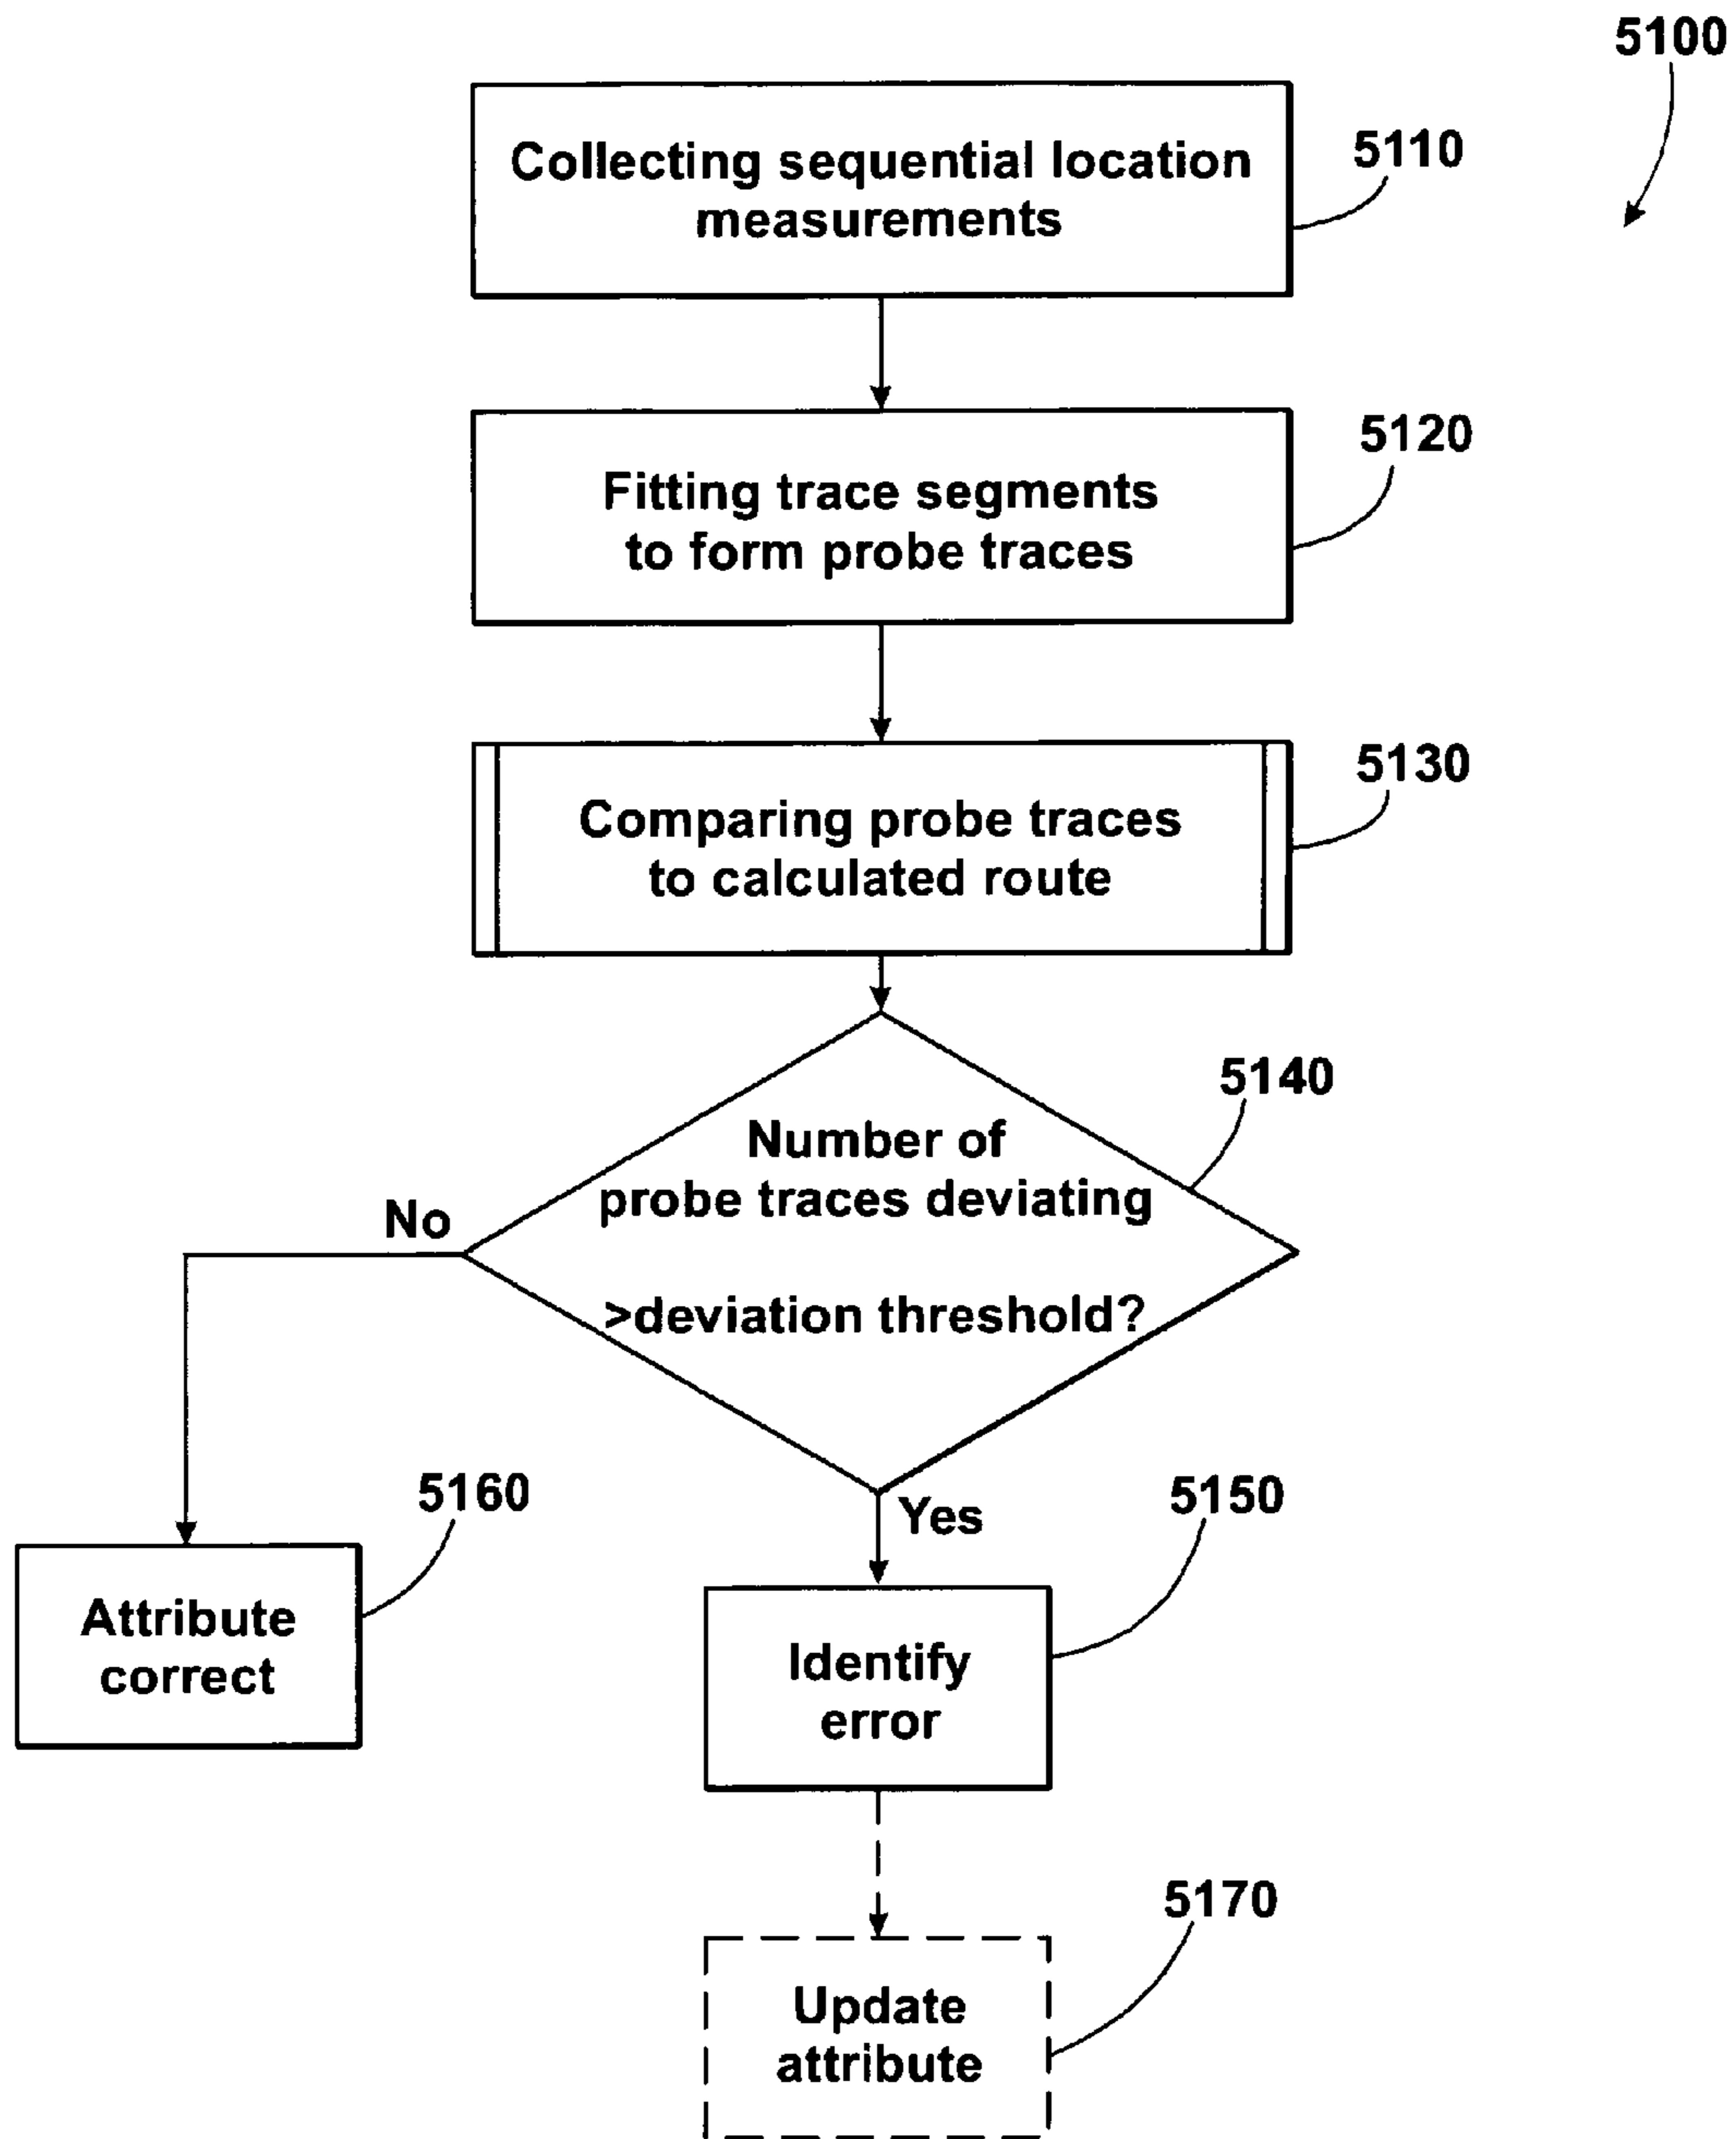 5100
Collecting sequential location
measurements
5110
Fitting trace segments
to form probe traces
5120
Comparing probe traces
to calculated route
5130
Number of
probe traces deviating
>deviation threshold?
5140
No
Yes
5160
Attribute
correct
5150
Identify
error
5170
Update
attribute